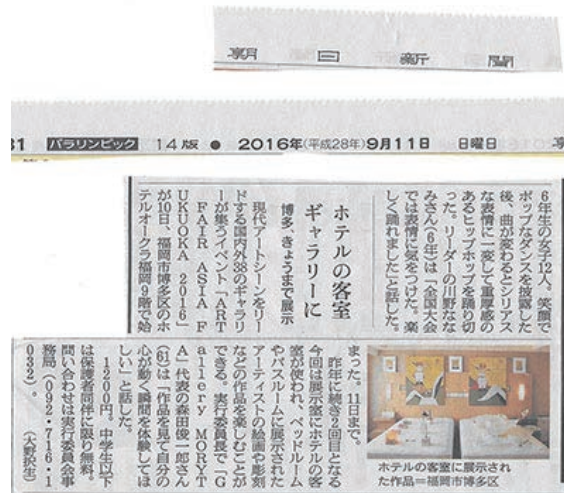 朝日新聞
31 パラリンピック 14版 ● 2016年(平成28年)9月11日 日曜日
6年生の女子12人。笑顔で
ポップなダンスを披露した
後、曲が変わるとシリアス
な表情に一変して重厚感の
あるヒップホップを踊り切
った。リーダーの川野なな
みさん(6年)は「全国大会
では表情に気をつけた。楽
しく踊れました」と話した。
ホテルの客室
ギャラリーに
博多、きょうまで展示
現代アートシーンをリー
ドする国内外38のギャラリ
ーが集うイベント「ART
FAIR ASIA F
UKUOKA 2016」
が10日、福岡市博多区のホ
テルオークラ福岡9階で始
まった。11日まで。
昨年に続き2回目となる
今回は展示室にホテルの客
室が使われ、ベッドルーム
やバスルームに展示された
アーティストの絵画や彫刻
などの作品を楽しむことが
できる。実行委員長で「G
allery MORYT
A」代表の森田俊一郎さん
(61)は「作品を見て自分の
心が動く瞬間を体験してほ
しい」と話した。
1200円。中学生以下
は保護者同伴に限り無料。
問い合わせは実行委員会事
務局(092・716・1
032)。
(大野択生)
ホテルの客室に展示され
た作品=福岡市博多区